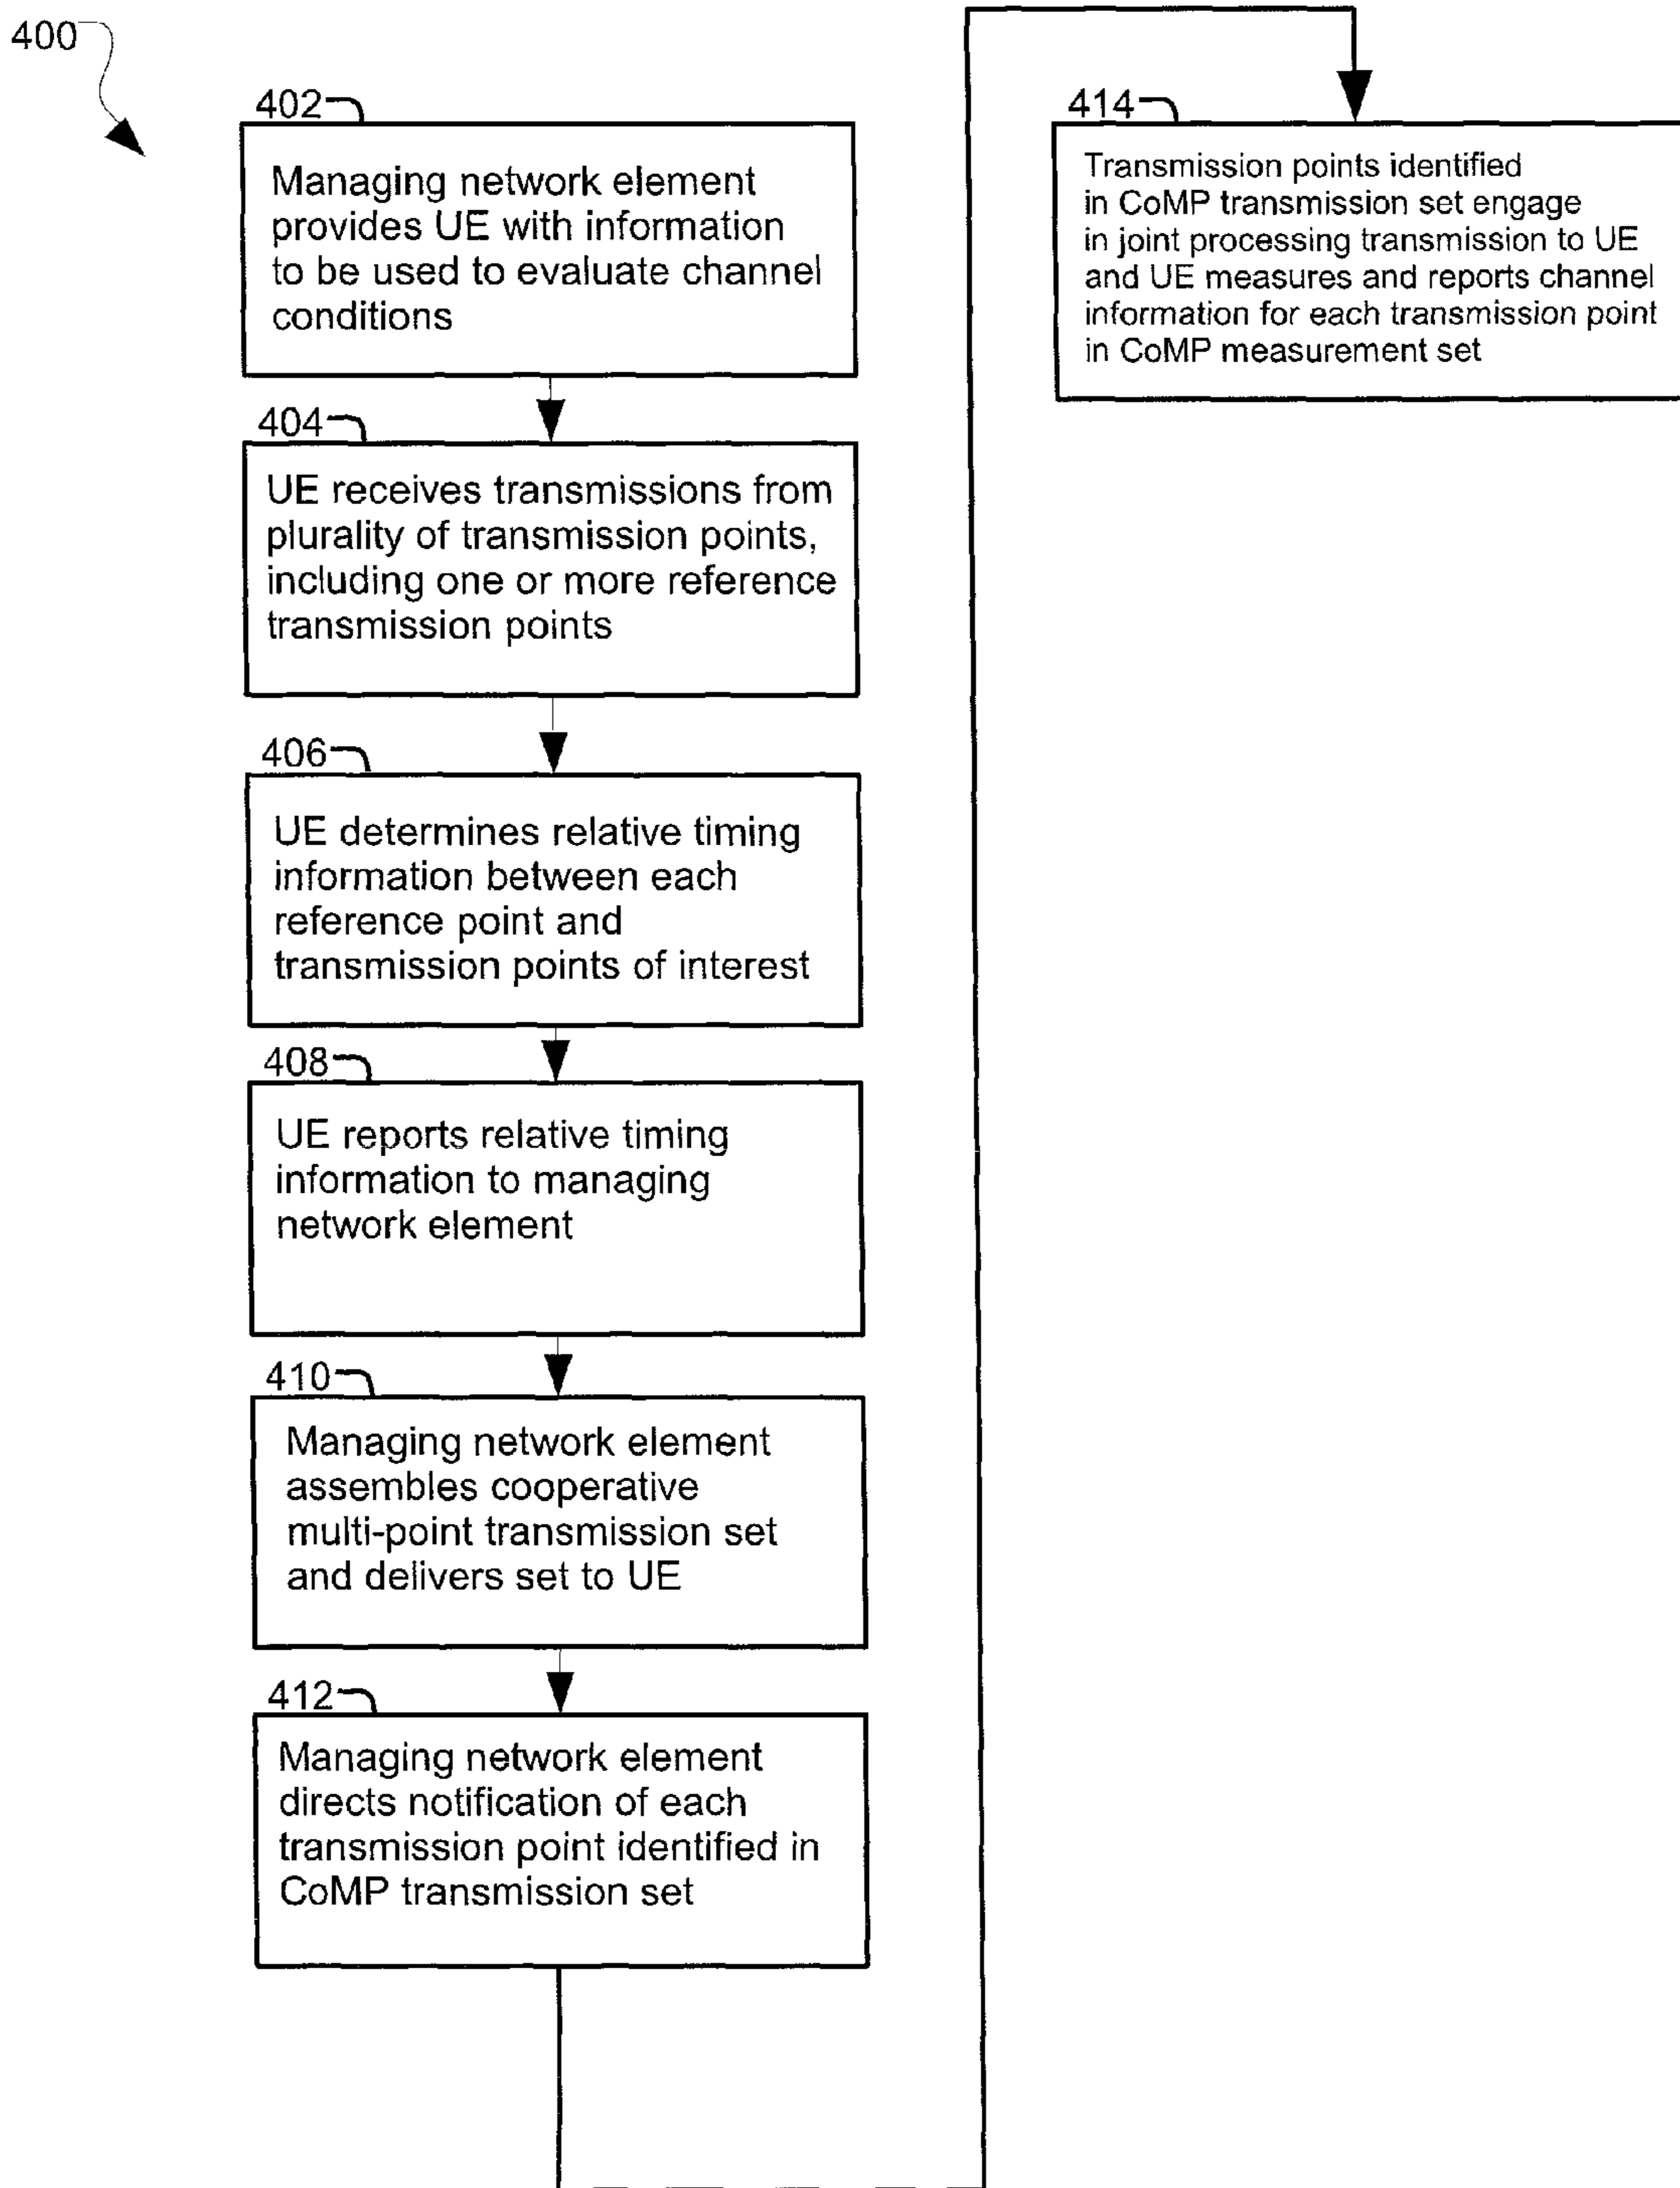 400
402
Managing network element
provides UE with information
to be used to evaluate channel
conditions
404
UE receives transmissions from
plurality of transmission points,
including one or more reference
transmission points
406
UE determines relative timing
information between each
reference point and
transmission points of interest
408
UE reports relative timing
information to managing
network element
410
Managing network element
assembles cooperative
multi-point transmission set
and delivers set to UE
412
Managing network element
directs notification of each
transmission point identified in
CoMP transmission set
414
Transmission points identified
in CoMP transmission set engage
in joint processing transmission to UE
and UE measures and reports channel
information for each transmission point
in CoMP measurement set